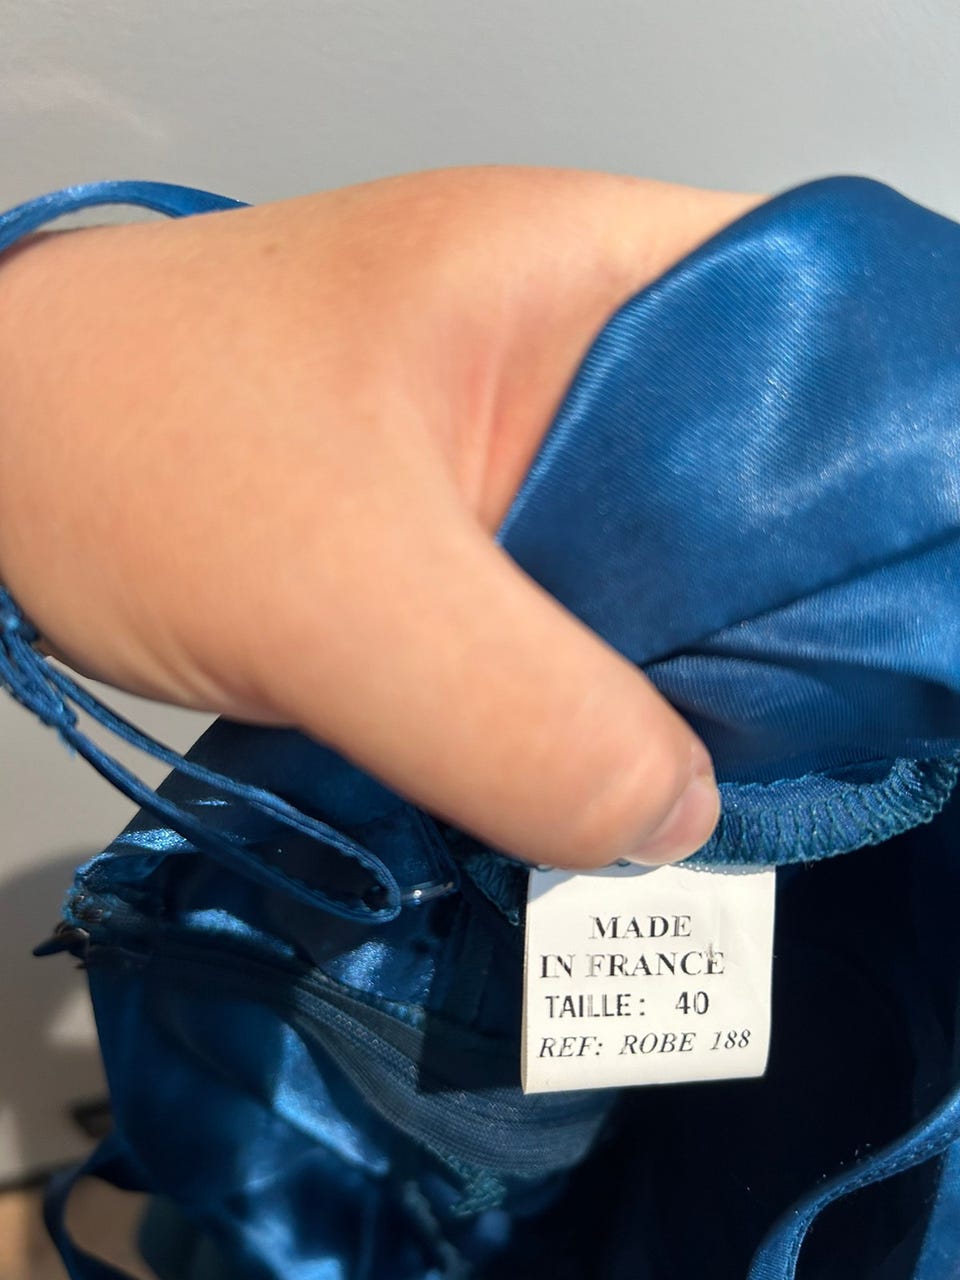 MADE
IN FRANCE
TAILLE: 40
REF: ROBE 188